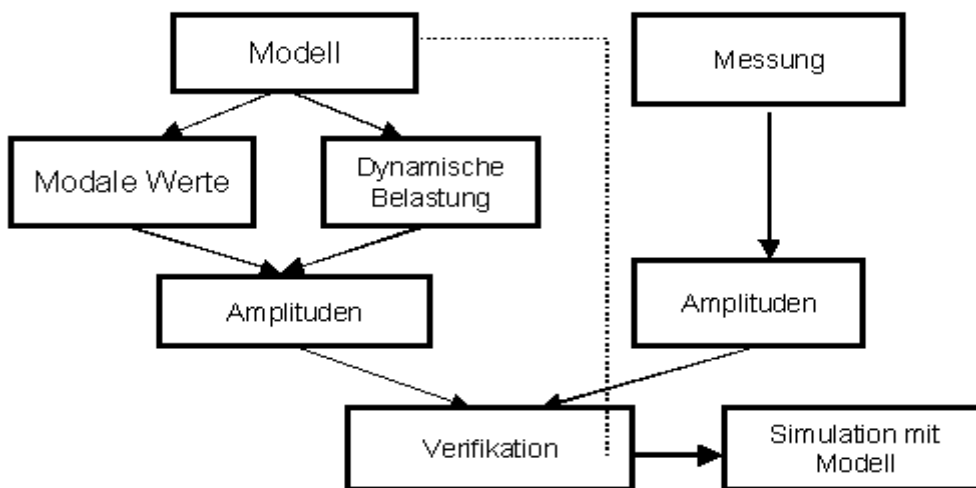 Modell
Messung
Modale Werte
Dynamische
Belastung
Amplituden
Amplituden
Verifikation
Simulation mit
Modell